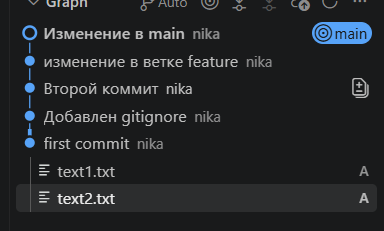 Graph Auto
Изменение в main nika main
изменение в ветке feature nika
Второй коммит nika
Добавлен gitignore nika
first commit nika
text1.txt A
text2.txt A